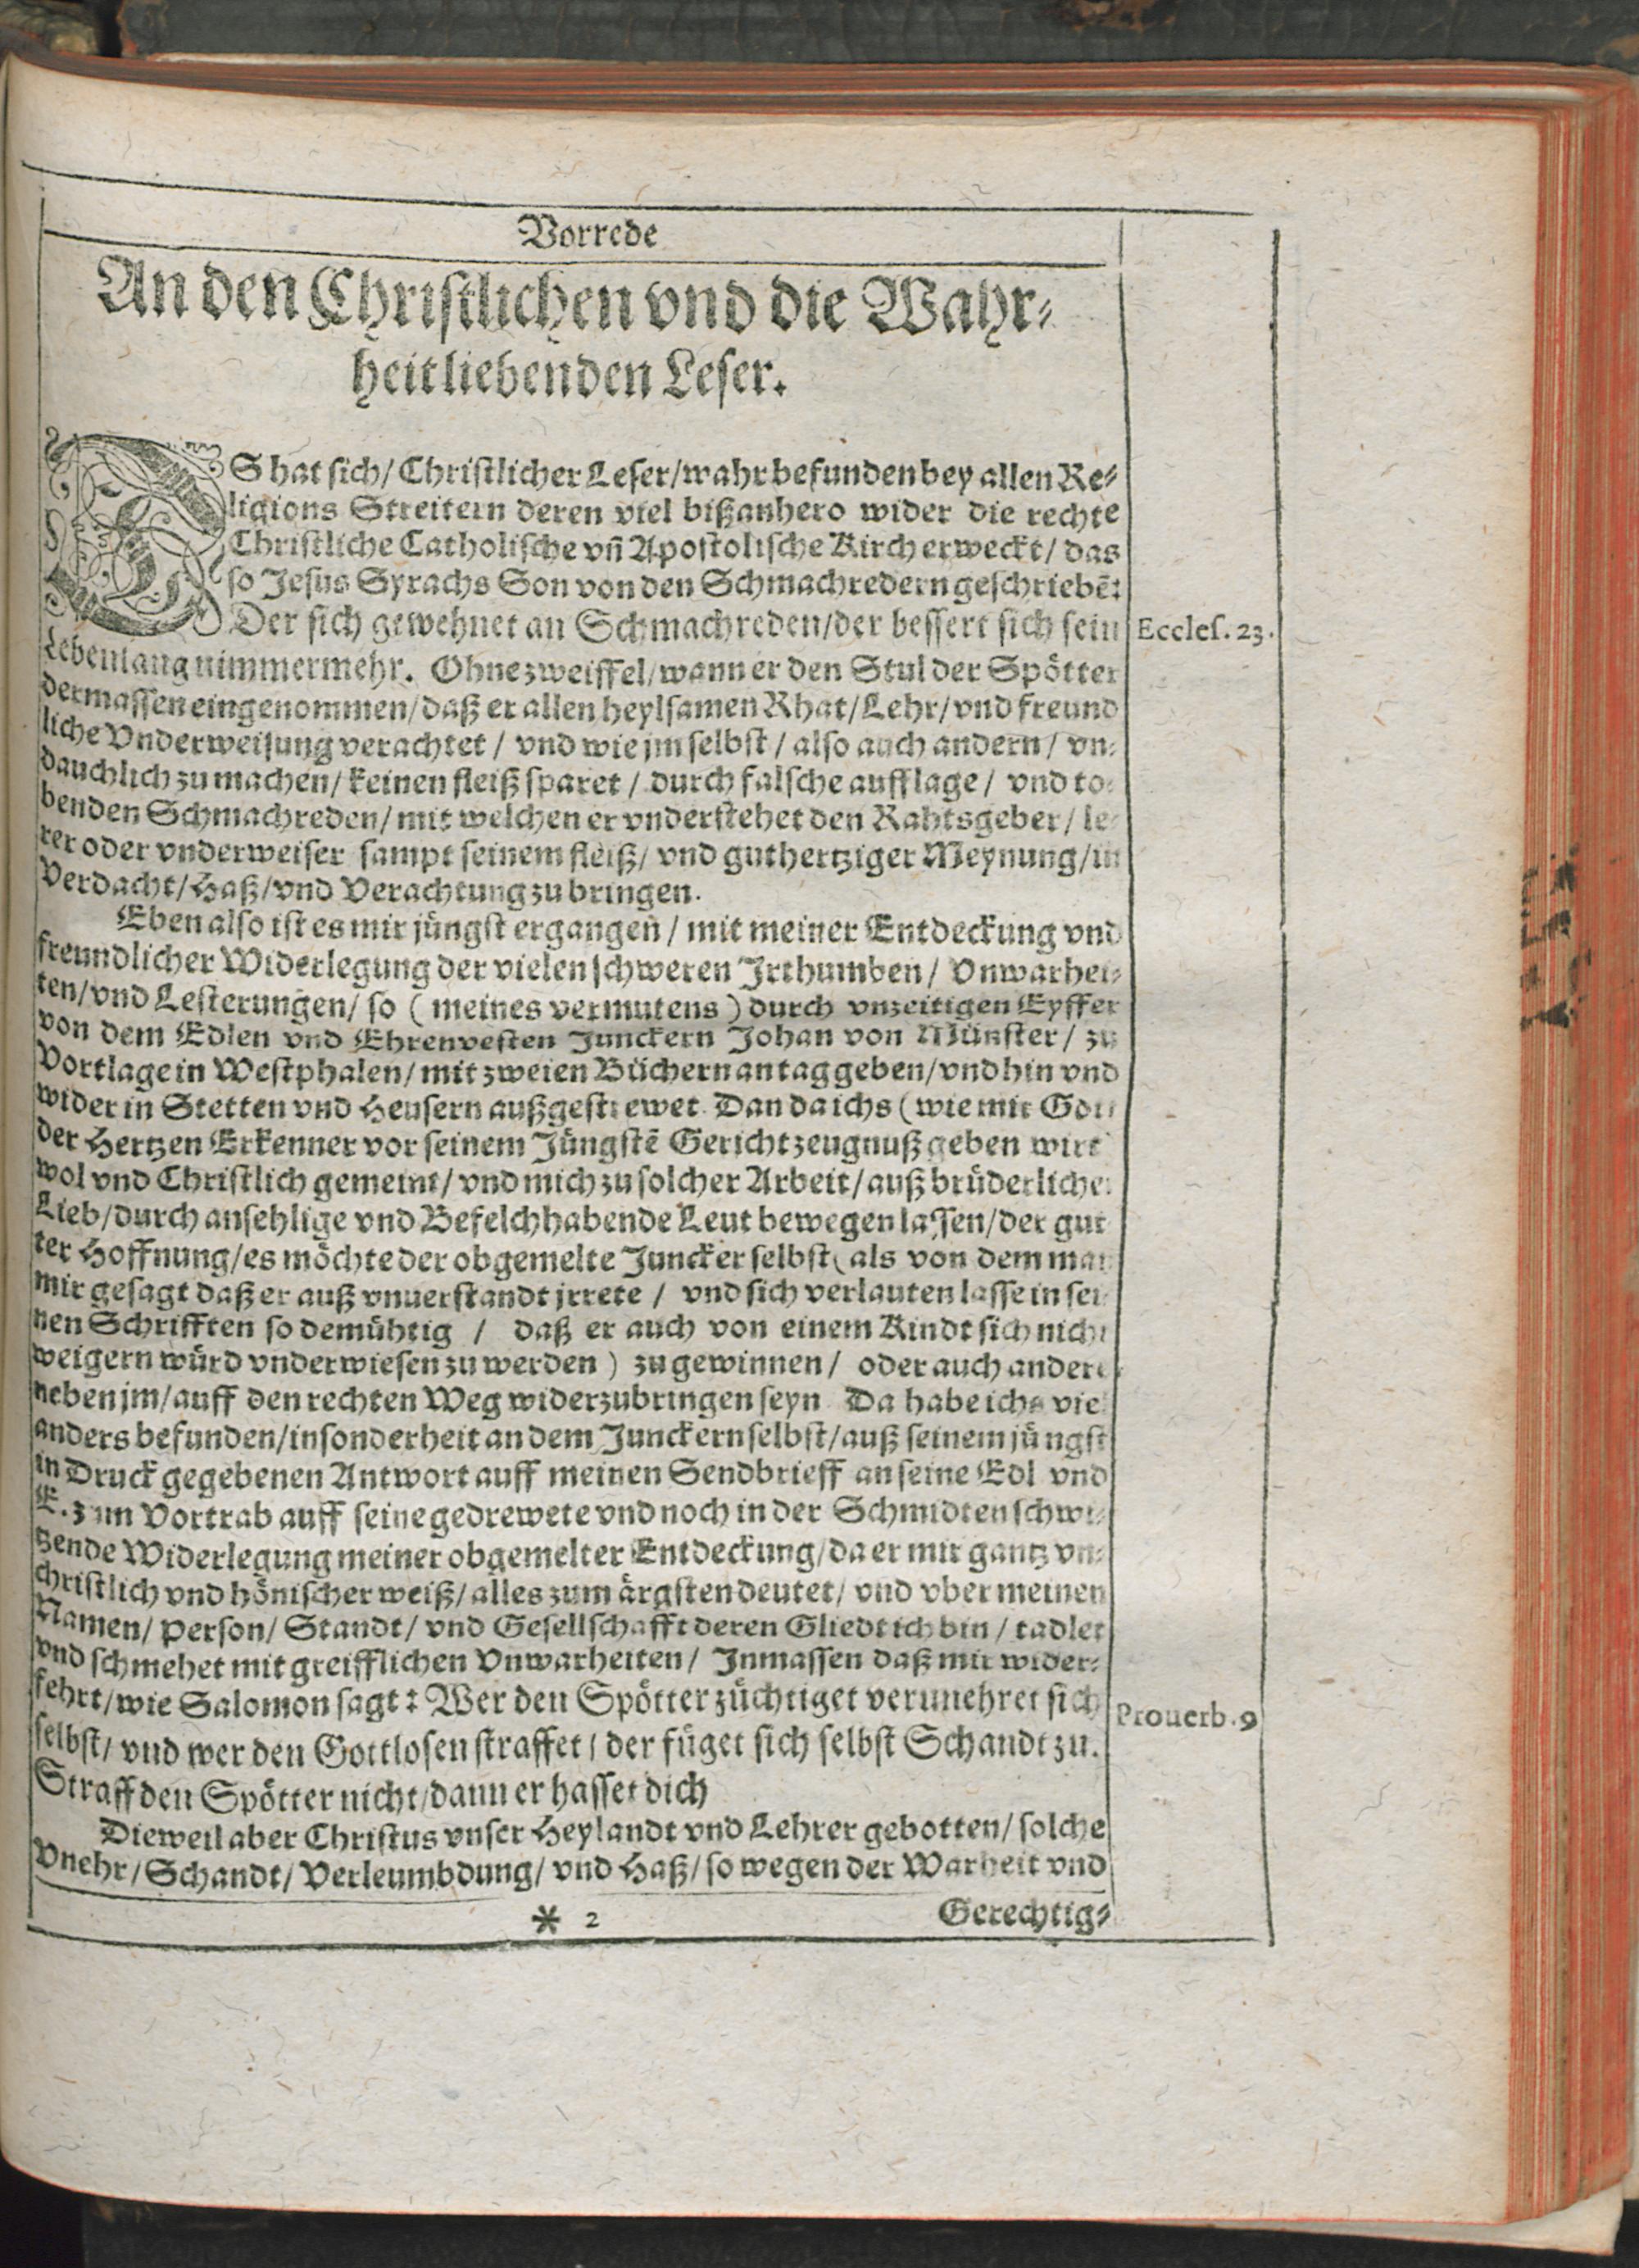 Vorrede
An den Christlichen vnd die Wahr-
heit liebenden Leser.
ES hat sich/ Christlicher Leser/ wahr befunden bey allen Re-
ligions Streitern deren viel bißanhero wider die rechte
Christliche Catholische vñ Apostolische Kirch erweckt/ das
so Jesus Syrachs Son von den Schmachredern geschriebẽ:
Der sich gewehnet an Schmachreden/ der bessert sich sein
Ecclef. 23.
Lebenlang nimmermehr. Ohne zweiffel/ wann er den Stul der Spötter
dermassen eingenommen/ daß er allen heylsamen Rhat/ Lehr/ vnd freund
liche Vnderweisung verachtet/ vnd wie jm selbst/ also auch andern/ vn-
dauchlich zu machen/ keinen fleiß sparet/ durch falsche aufflage/ vnd to-
benden Schmachreden/ mit welchen er vnderstehet den Rahtsgeber/ le-
rer oder vnderweiser sampt seinem fleiß/ vnd guthertziger Meynung/ in
Verdacht/ Haß/ vnd Verachtung zu bringen.
Eben also ist es mir jüngst ergangen/ mit meiner Entdeckung vnd
freundlicher Widerlegung der vielen schweren Jrthumben/ Vnwarhei-
ten/ vnd Lesterungen/ so (meines vermutens) durch vnzeitigen Eyffer
von dem Edlen vnd Ehrenvesten Junckern Johan von Münster/ zu
Vortlage in Westphalen/ mit zweien Büchern an tag geben/ vnd hin vnd
wider in Stetten vnd Heusern außgestrewet. Dan da ichs (wie mir Gott
der Hertzen Erkenner vor seinem Jüngstẽ Gericht zeugnuß geben wirt
wol vnd Christlich gemeint/ vnd mich zu solcher Arbeit/ auß brüderlicher
Lieb/ durch ansehlige vnd Befelchhabende Leut bewegen lassen/ der gut
ter Hoffnung/ es möchte der obgemelte Juncker selbst (als von dem man
mir gesagt daß er auß vnuerstandt jrrete/ vnd sich verlauten lasse in sei-
nen Schrifften so demühtig/ daß er auch von einem Kindt sich nicht
weigern würd vnderwiesen zu werden) zu gewinnen/ oder auch andere
neben jm/ auff den rechten Weg widerzubringen seyn. Da habe ichs viel
anders befunden/ insonderheit an dem Junckern selbst/ auß seinem jüngst
in Druck gegebenen Antwort auff meinen Sendbrieff an seine Edl vnd
E. zum Vortrab auff seine gedrewete vnd noch in der Schmidten schwi-
tzende Widerlegung meiner obgemelter Entdeckung/ da er mir gantz vn-
christlich vnd hönischer weiß/ alles zum ärgsten deutet/ vnd vber meinen
Namen/ Person/ Standt/ vnd Gesellschafft deren Gliedt ich bin/ tadlet
vnd schmehet mit greifflichen Vnwarheiten/ Inmassen daß mir wider-
fehrt/ wie Salomon sagt: Wer den Spötter züchtiget verunehret sich
Prouerb. 9
selbst/ vnd wer den Gottlosen straffet/ der füget sich selbst Schandt zu.
Straff den Spötter nicht/ dann er hasset dich
Dieweil aber Christus vnser Heylandt vnd Lehrer gebotten/ solche
Vnehr/ Schandt/ Verleumbdung/ vnd Haß/ so wegen der Warheit vnd
* 2
Gerechtig-